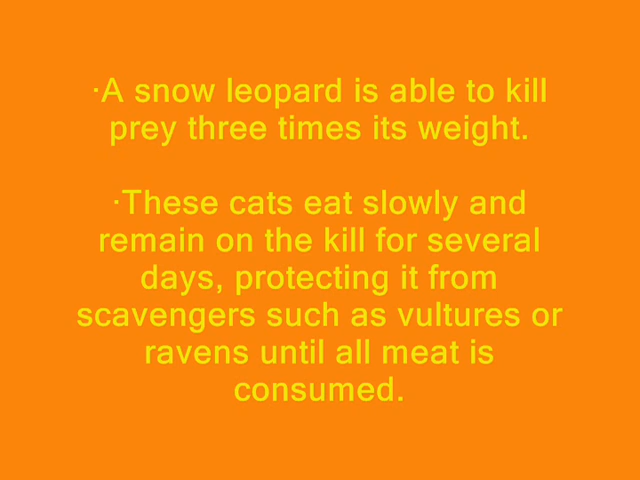 ·A snow leopard is able to kill
prey three times its weight.
·These cats eat slowly and
remain on the kill for several
days, protecting it from
scavengers such as vultures or
ravens until all meat is
consumed.